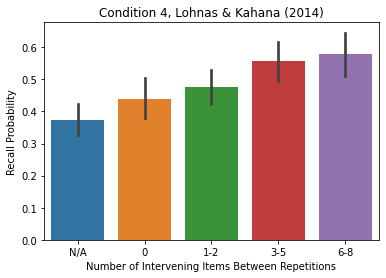 Condition 4, Lohnas & Kahana (2014)
Recall Probability
0.6
0.5
0.4
0.3
0.2
0.1
0.0
N/A 0 1-2 3-5 6-8
Number of Intervening Items Between Repetitions